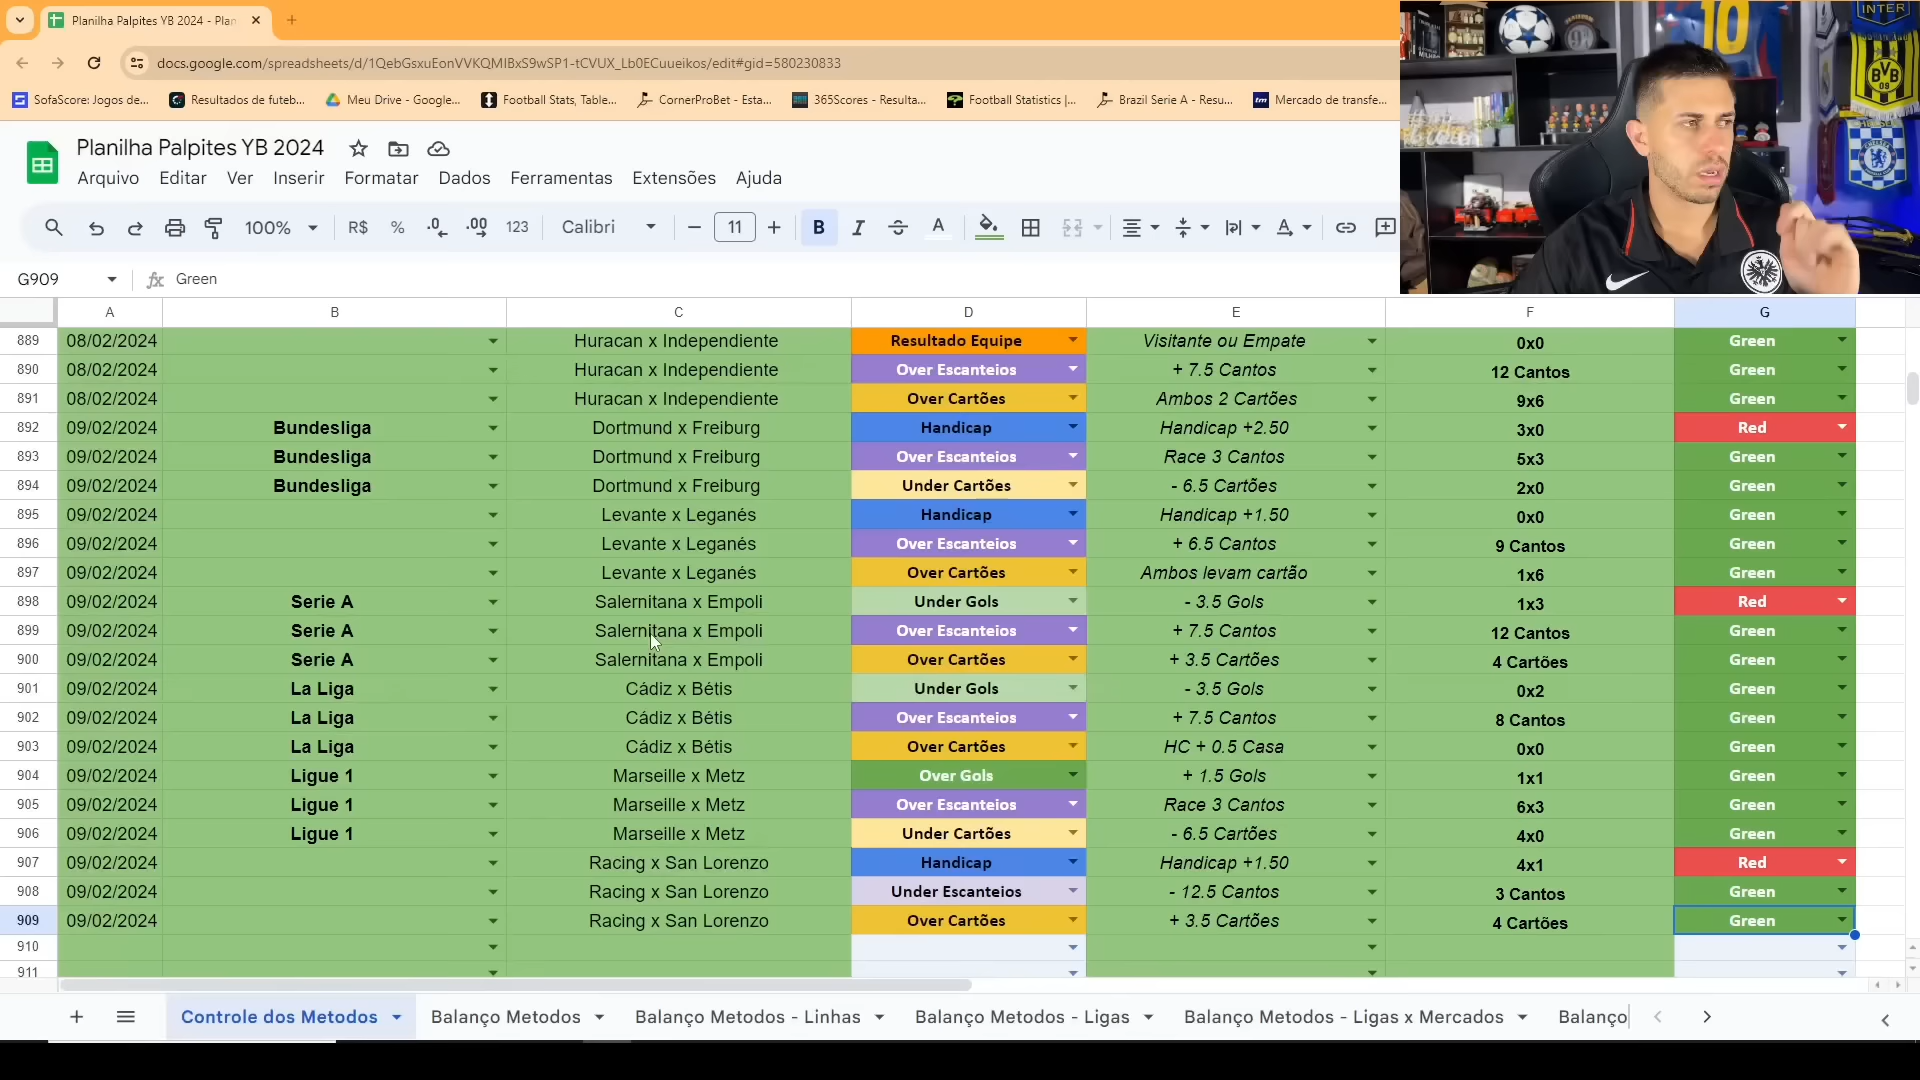 Planilha Palpites YB 2024 - Plan
docs.google.com/spreadsheets/d/1QebGsxuEonVVKQMIBxS9wSP1-tCVUX_Lb0ECuueikos/edit#gid=580230833
SofaScore: Jogos de... Resultados de futeb... Meu Drive - Google... Football Stats, Table... CornerProBet - Esta... 365Scores - Resulta... Football Statistics |... Brazil Serie A - Resu... tm Mercado de transfe...
Planilha Palpites YB 2024
Arquivo Editar Ver Inserir Formatar Dados Ferramentas Extensões Ajuda
100% R$ % .0 .00 123 Calibri 11 B I S A A
G909 fx Green
A B C D E F G
889 08/02/2024 Huracan x Independiente Resultado Equipe Visitante ou Empate 0x0 Green
890 08/02/2024 Huracan x Independiente Over Escanteios + 7.5 Cantos 12 Cantos Green
891 08/02/2024 Huracan x Independiente Over Cartões Ambos 2 Cartões 9x6 Green
892 09/02/2024 Bundesliga Dortmund x Freiburg Handicap Handicap +2.50 3x0 Red
893 09/02/2024 Bundesliga Dortmund x Freiburg Over Escanteios Race 3 Cantos 5x3 Green
894 09/02/2024 Bundesliga Dortmund x Freiburg Under Cartões - 6.5 Cartões 2x0 Green
895 09/02/2024 Levante x Leganés Handicap Handicap +1.50 0x0 Green
896 09/02/2024 Levante x Leganés Over Escanteios + 6.5 Cantos 9 Cantos Green
897 09/02/2024 Levante x Leganés Over Cartões Ambos levam cartão 1x6 Green
898 09/02/2024 Serie A Salernitana x Empoli Under Gols - 3.5 Gols 1x3 Red
899 09/02/2024 Serie A Salernitana x Empoli Over Escanteios + 7.5 Cantos 12 Cantos Green
900 09/02/2024 Serie A Salernitana x Empoli Over Cartões + 3.5 Cartões 4 Cartões Green
901 09/02/2024 La Liga Cádiz x Bétis Under Gols - 3.5 Gols 0x2 Green
902 09/02/2024 La Liga Cádiz x Bétis Over Escanteios + 7.5 Cantos 8 Cantos Green
903 09/02/2024 La Liga Cádiz x Bétis Over Cartões HC + 0.5 Casa 0x0 Green
904 09/02/2024 Ligue 1 Marseille x Metz Over Gols + 1.5 Gols 1x1 Green
905 09/02/2024 Ligue 1 Marseille x Metz Over Escanteios Race 3 Cantos 6x3 Green
906 09/02/2024 Ligue 1 Marseille x Metz Under Cartões - 6.5 Cartões 4x0 Green
907 09/02/2024 Racing x San Lorenzo Handicap Handicap +1.50 4x1 Red
908 09/02/2024 Racing x San Lorenzo Under Escanteios - 12.5 Cantos 3 Cantos Green
909 09/02/2024 Racing x San Lorenzo Over Cartões + 3.5 Cartões 4 Cartões Green
910
911
Controle dos Metodos Balanço Metodos Balanço Metodos - Linhas Balanço Metodos - Ligas Balanço Metodos - Ligas x Mercados Balanço
10
INTER
BVB
09